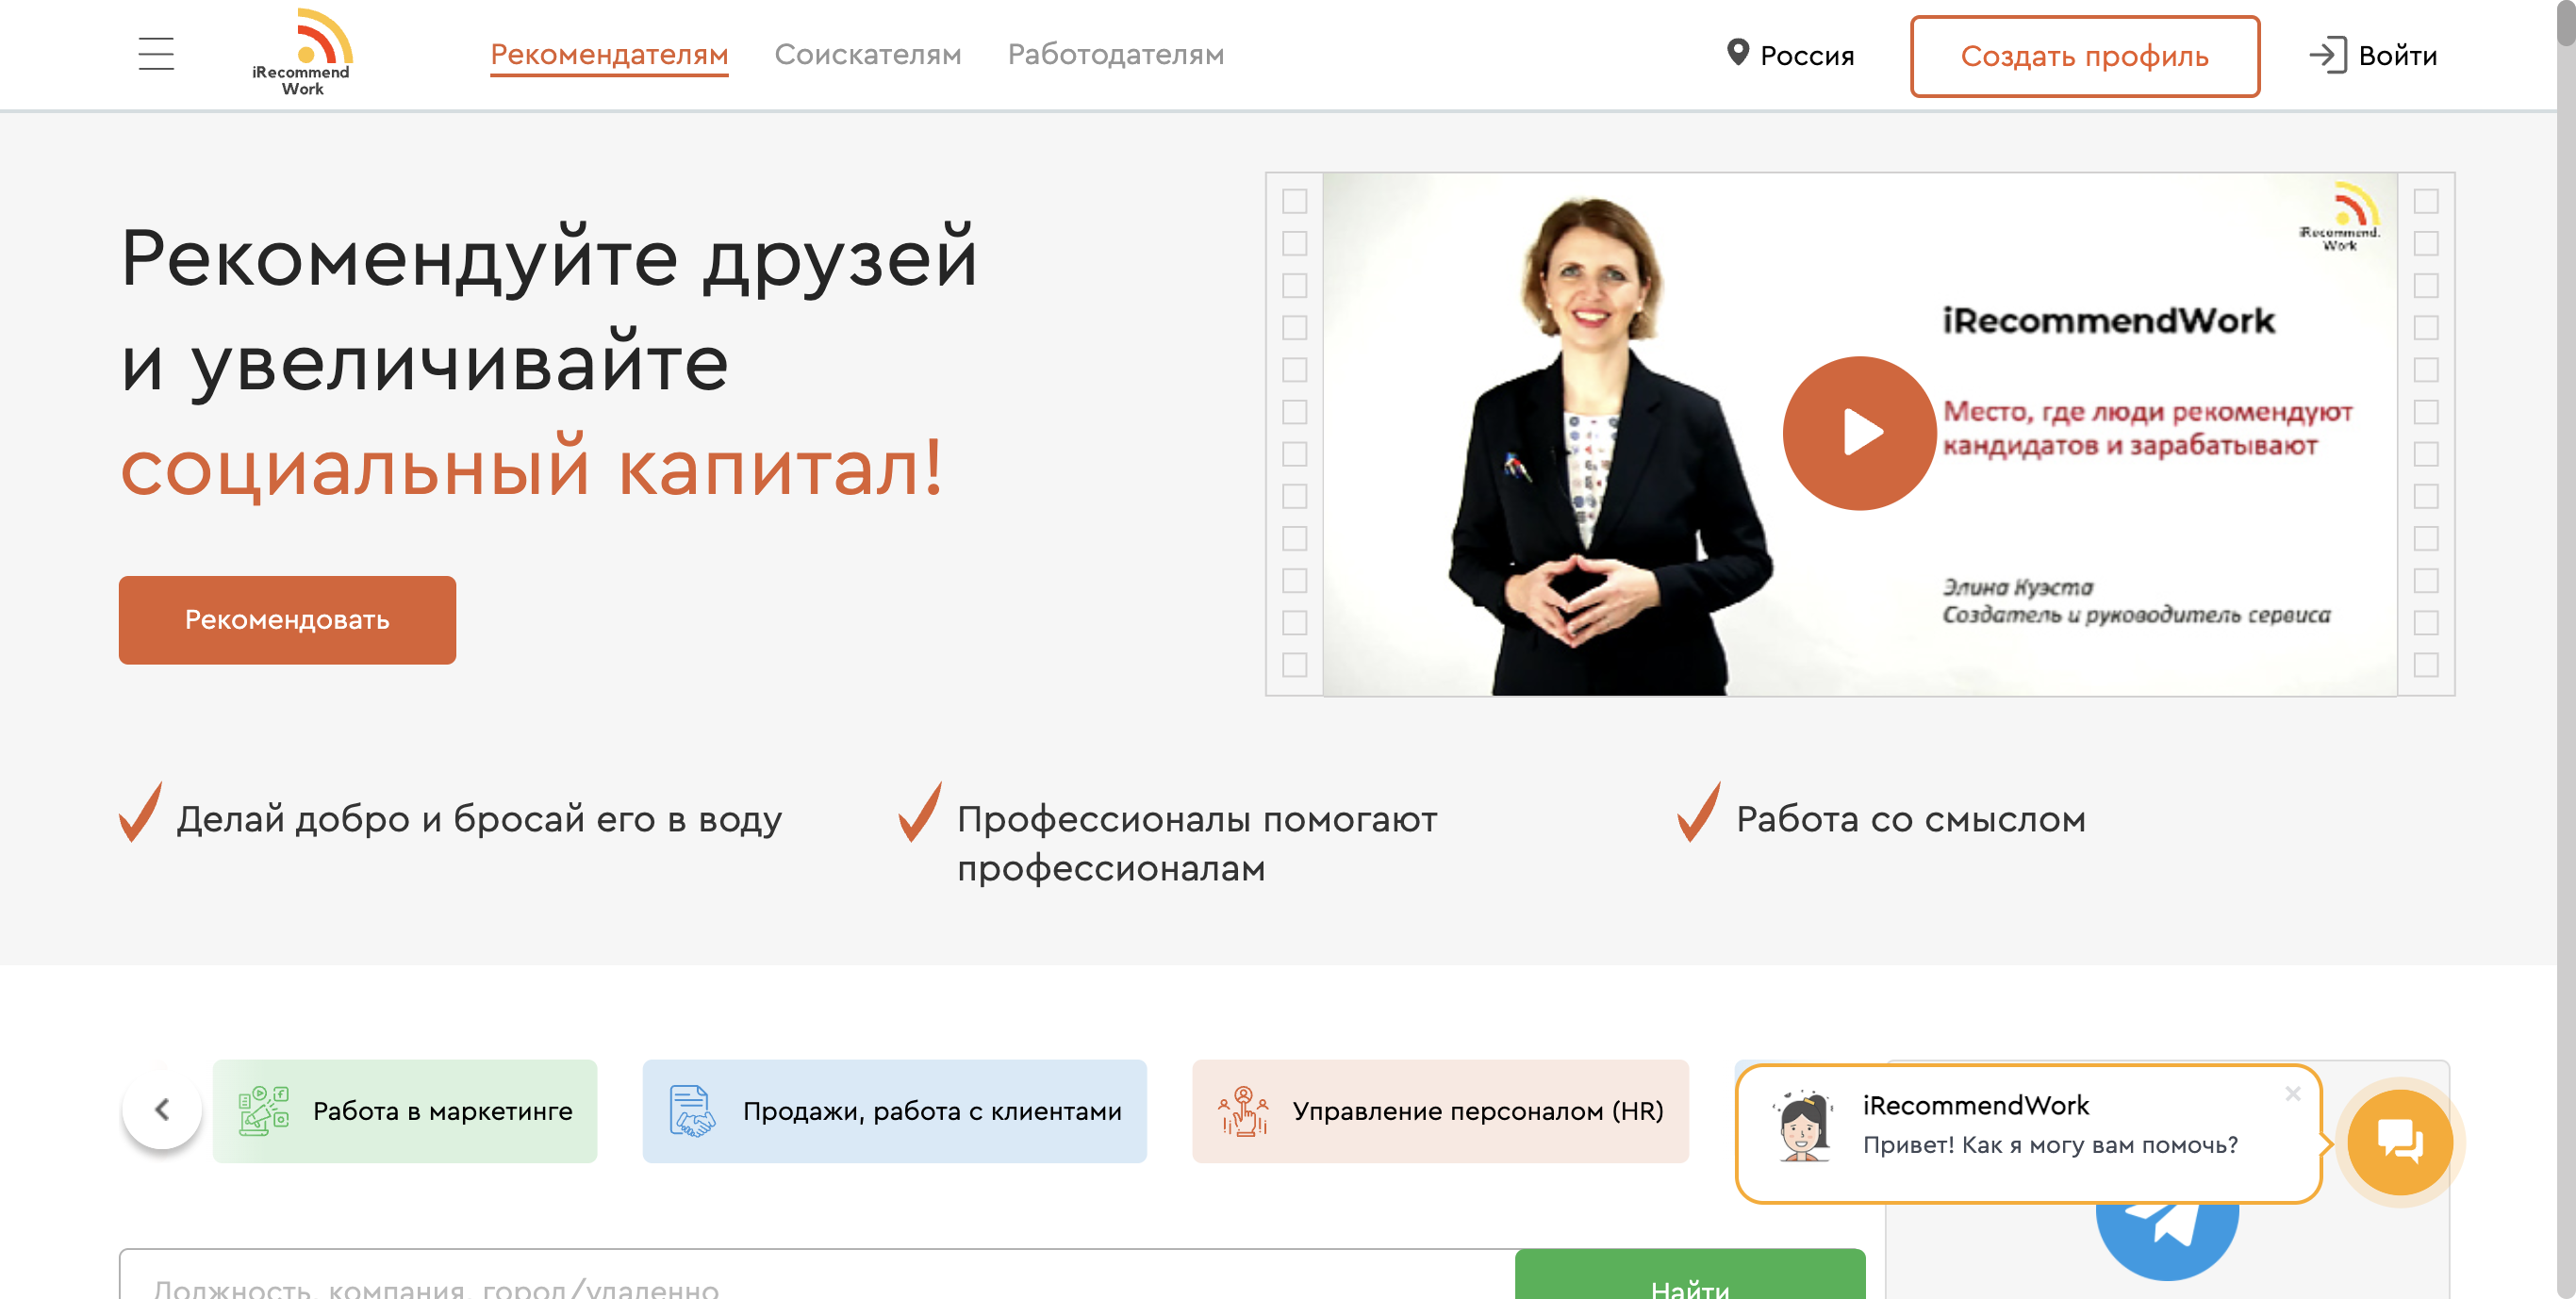 iRecommend
Work
Рекомендателям
Соискателям
Работодателям
Россия
Создать профиль
Войти
Рекомендуйте друзей
и увеличивайте
социальный капитал!
Рекомендовать
iRecommend.
Work
iRecommendWork
Место, где люди рекомендуют
кандидатов и зарабатывают
Элина Куэста
Создатель и руководитель сервиса
Делай добро и бросай его в воду
Профессионалы помогают
профессионалам
Работа со смыслом
Работа в маркетинге
Продажи, работа с клиентами
Управление персоналом (HR)
iRecommendWork
Привет! Как я могу вам помочь?
Должность, компания, город/удаленно
Найти